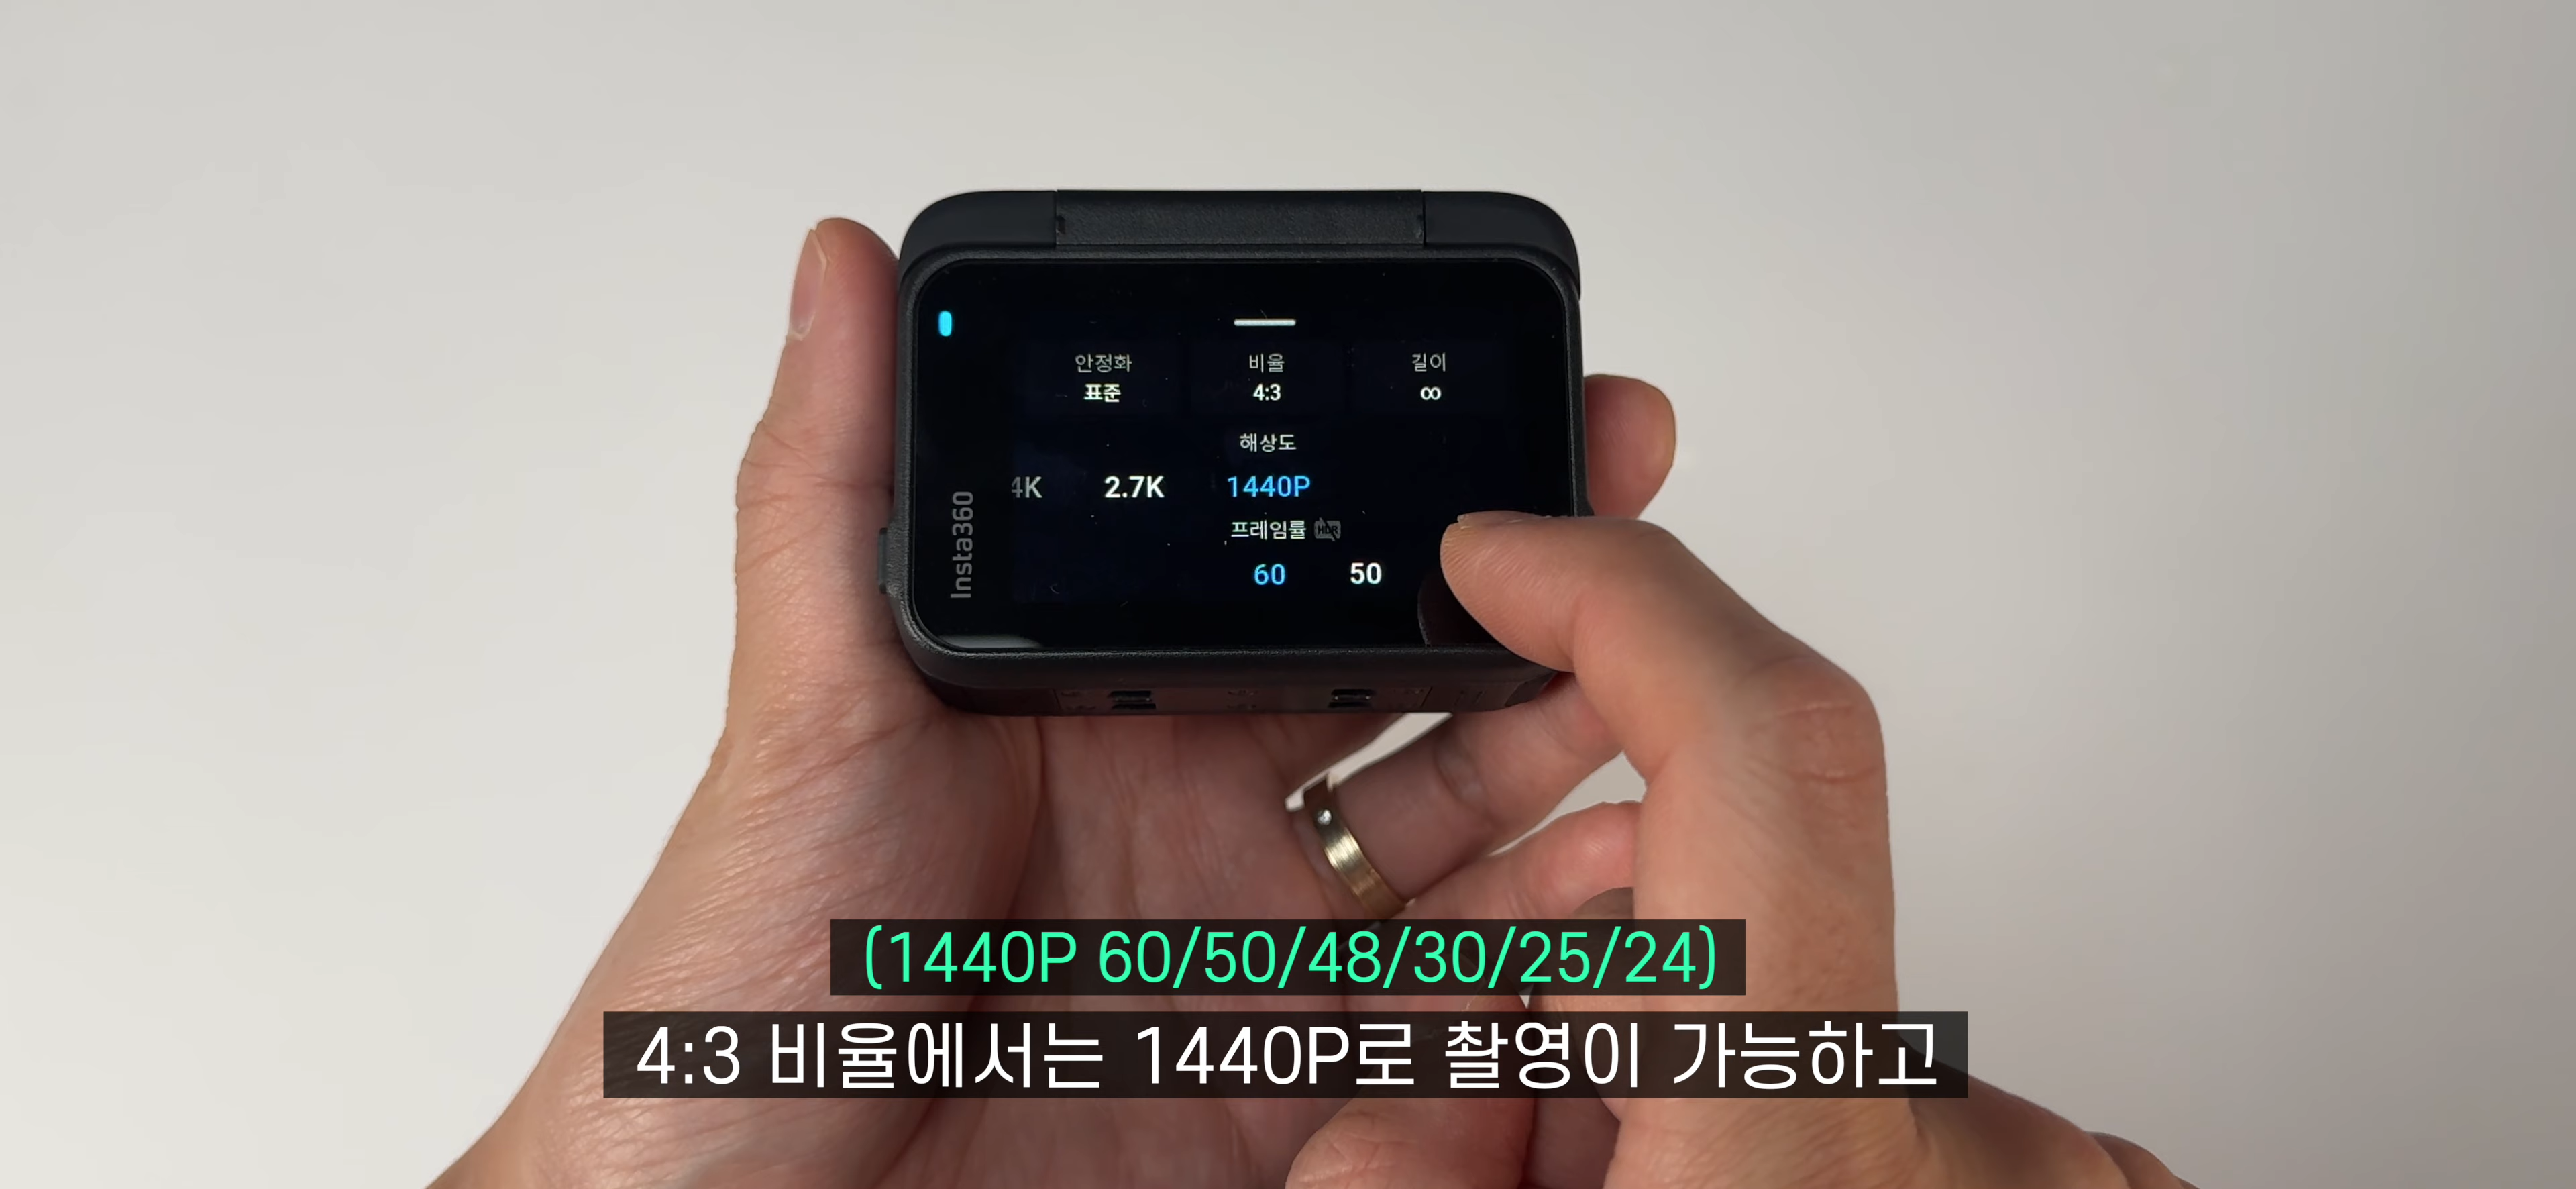 안정화 비율 길이
표준 4:3 ∞
해상도
4K 2.7K 1440P
프레임률 HDR
60 50
Insta360
(1440P 60/50/48/30/25/24)
4:3 비율에서는 1440P로 촬영이 가능하고